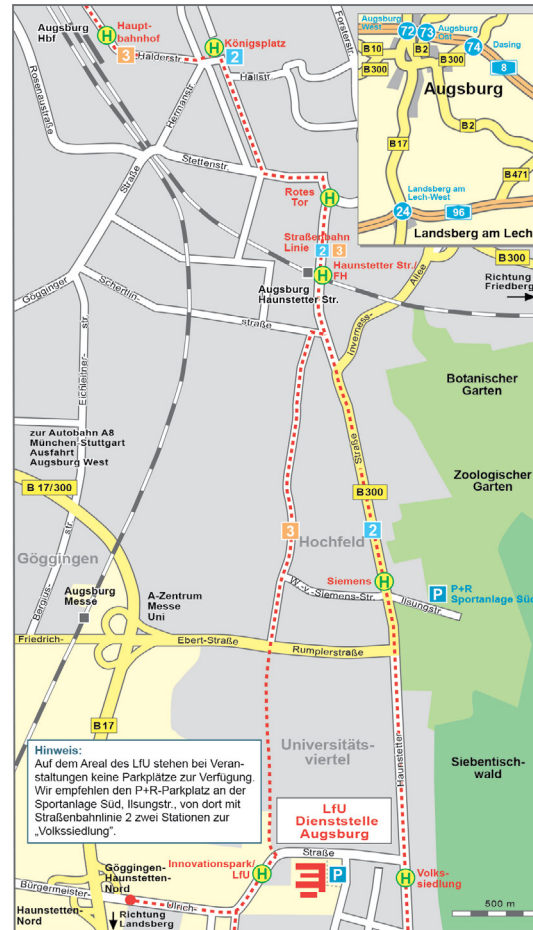 Augsburg
Hbf
Haupt-
bahnhof
3
Halderstr.
Königsplatz
2
Hallstr.
Forsterstr.
Rosenaustraße
Hermanstr.
Stettenstr.
Rotes
Tor
Straßenbahn
Linie 2 3
Haunstetter Str./
FH
Augsburg
Haunstetter Str.
Augsburg
West
72
73
Augsburg
Ost
74
Dasing
8
B10
B2
B300
B300
Augsburg
B17
B2
B471
Landsberg am
Lech-West
24
96
Landsberg am Lech
B300
Richtung
Friedberg
Gögginger
Straße
Schertlin-
straße
Inverness-
Allee
Eichleitner-
str.
Botanischer
Garten
zur Autobahn A8
München-Stuttgart
Ausfahrt
Augsburg West
B 17/300
Straße
B300
Zoologischer
Garten
3
2
Hochfeld
Göggingen
Bergius-
str.
Siemens
W.-v.-Siemens-Str.
Ilsungstr.
P
P+R
Sportanlage Süd
Augsburg
Messe
A-Zentrum
Messe
Uni
Friedrich-
Ebert-Straße
Rumplerstraße
B17
Haunstetter
Universitäts-
viertel
Siebentisch-
wald
Hinweis:
Auf dem Areal des LfU stehen bei Veran-
staltungen keine Parkplätze zur Verfügung.
Wir empfehlen den P+R-Parkplatz an der
Sportanlage Süd, Ilsungstr., von dort mit
Straßenbahnlinie 2 zwei Stationen zur
„Volkssiedlung".
LfU
Dienststelle
Augsburg
Straße
Innovationspark/
LfU
P
Volks-
siedlung
Göggingen-
Haunstetten-
Nord
Bürgermeister-
Ulrich-
Haunstetten-
Nord
Richtung
Landsberg
500 m